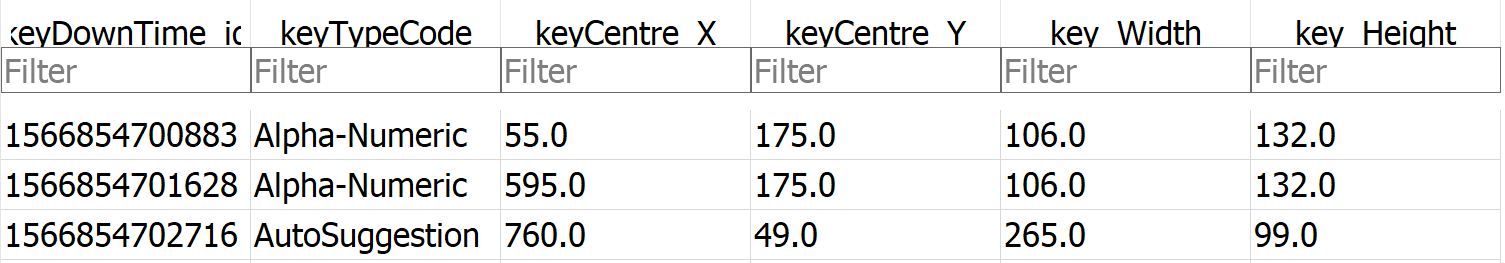 keyDownTime_id keyTypeCode keyCentre_X keyCentre_Y key_Width key_Height
Filter Filter Filter Filter Filter Filter
1566854700883 Alpha-Numeric 55.0 175.0 106.0 132.0
1566854701628 Alpha-Numeric 595.0 175.0 106.0 132.0
1566854702716 AutoSuggestion 760.0 49.0 265.0 99.0